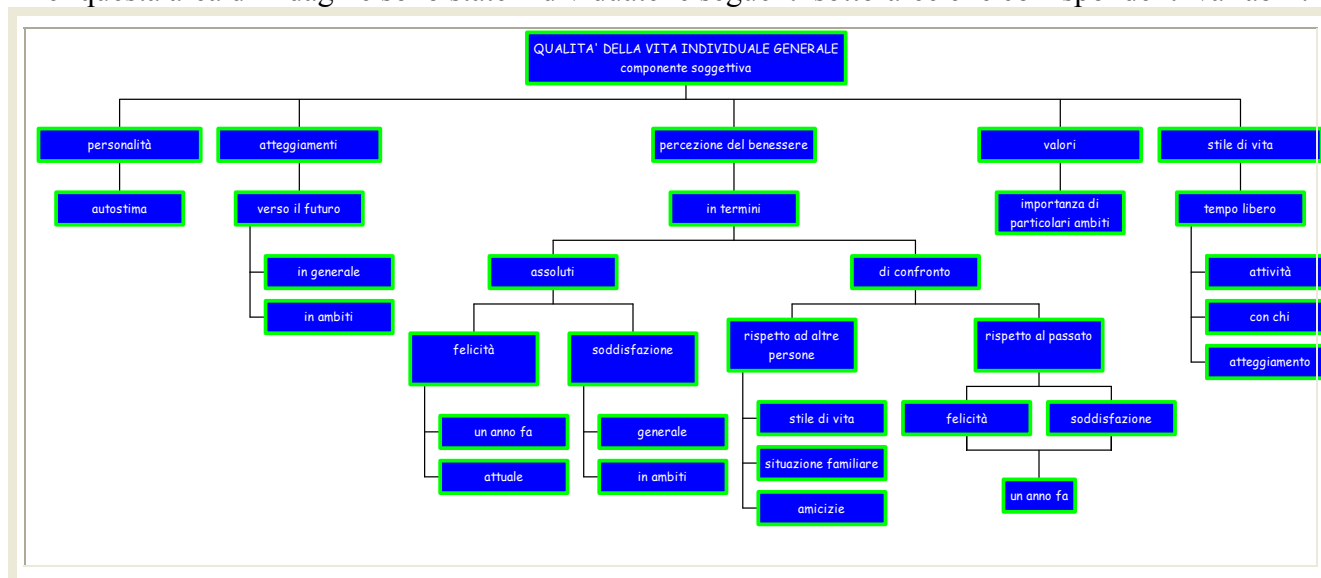 QUALITA' DELLA VITA INDIVIDUALE GENERALE
componente soggettiva
personalità
atteggiamenti
percezione del benessere
valori
stile di vita
autostima
verso il futuro
in termini
importanza di
particolari ambiti
tempo libero
in generale
assoluti
di confronto
attività
in ambiti
con chi
felicità
soddisfazione
rispetto ad altre
persone
rispetto al passato
atteggiamento
un anno fa
generale
stile di vita
felicità
soddisfazione
attuale
in ambiti
situazione familiare
un anno fa
amicizie